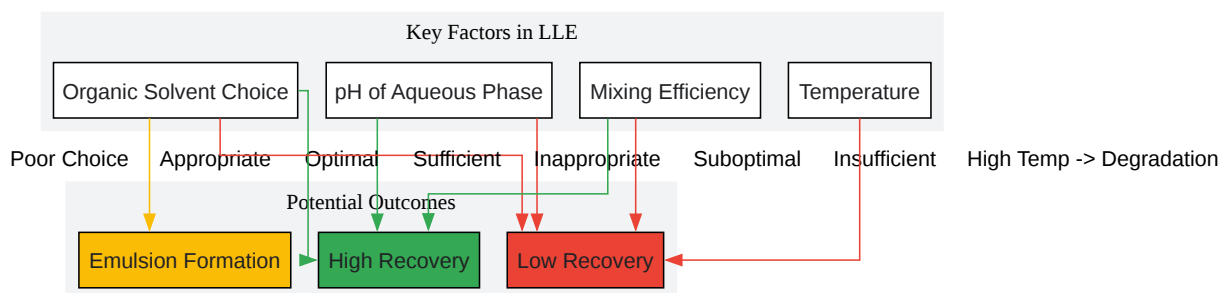 Key Factors in LLE
Organic Solvent Choice pH of Aqueous Phase Mixing Efficiency Temperature
Poor Choice Appropriate Optimal Sufficient Inappropriate Suboptimal Insufficient High Temp -> Degradation
Potential Outcomes
Emulsion Formation High Recovery Low Recovery